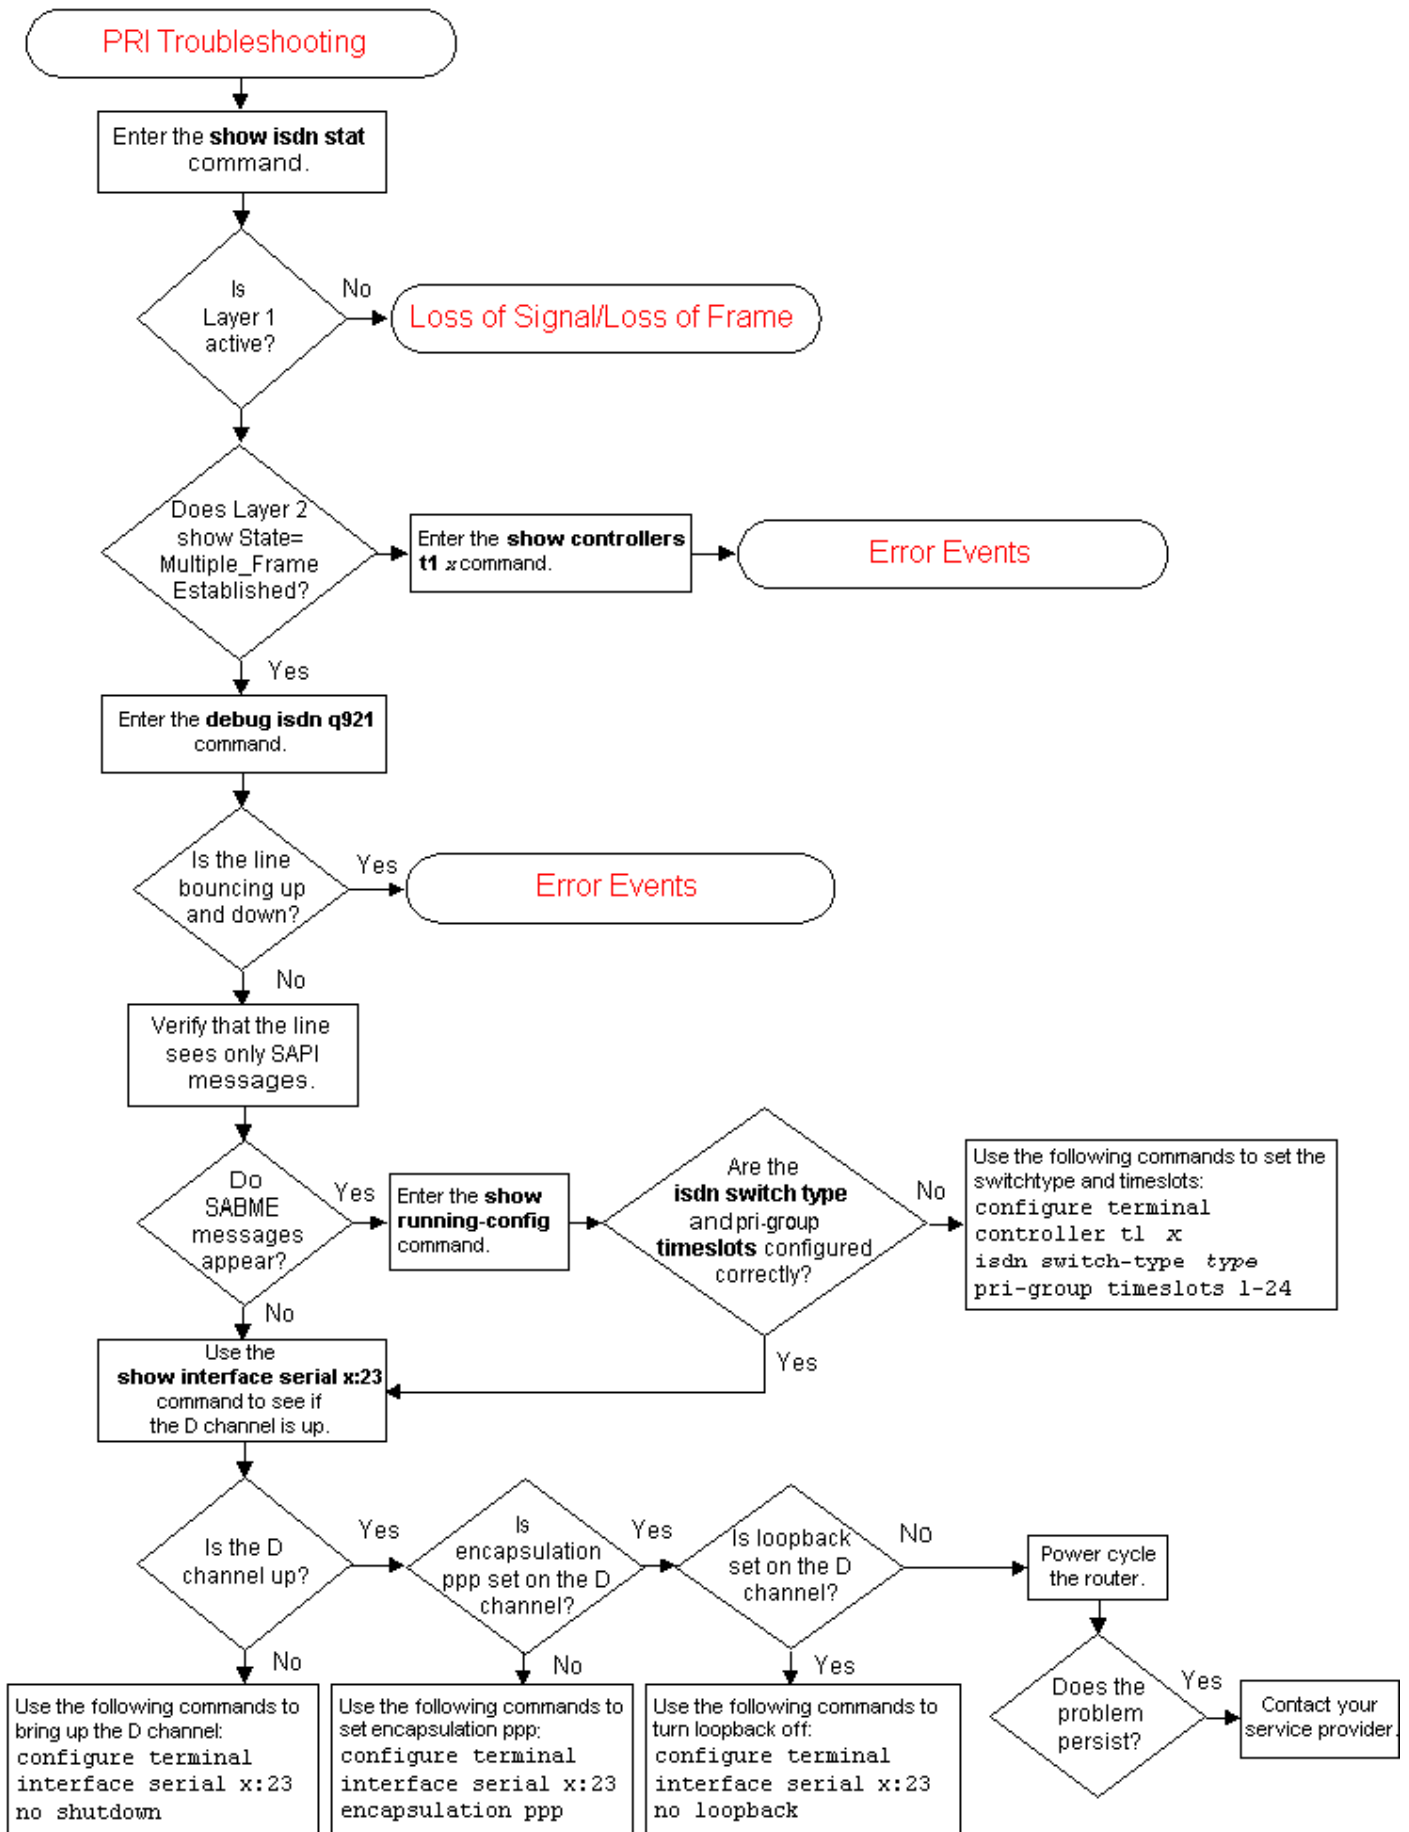 PRI Troubleshooting
Enter the show isdn stat
command.
Is
Layer 1
active?
No
Loss of Signal/Loss of Frame
Does Layer 2
show State=
Multiple_Frame
Established?
Enter the show controllers
t1 x command.
Error Events
Yes
Enter the debug isdn q921
command.
Is the line
bouncing up
and down?
Yes
Error Events
No
Verify that the line
sees only SAPI
messages.
Do
SABME
messages
appear?
Yes
Enter the show
running-config
command.
Are the
isdn switch type
and pri-group
timeslots configured
correctly?
No
Use the following commands to set the
switchtype and timeslots:
configure terminal
controller t1 x
isdn switch-type type
pri-group timeslots 1-24
No
Yes
Use the
show interface serial x:23
command to see if
the D channel is up.
Is the D
channel up?
Yes
Is
encapsulation
ppp set on the D
channel?
Yes
Is loopback
set on the D
channel?
No
Power cycle
the router.
No
Use the following commands to
bring up the D channel:
configure terminal
interface serial x:23
no shutdown
No
Use the following commands to
set encapsulation ppp:
configure terminal
interface serial x:23
encapsulation ppp
Yes
Use the following commands to
turn loopback off:
configure terminal
interface serial x:23
no loopback
Does the
problem
persist?
Yes
Contact your
service provider.